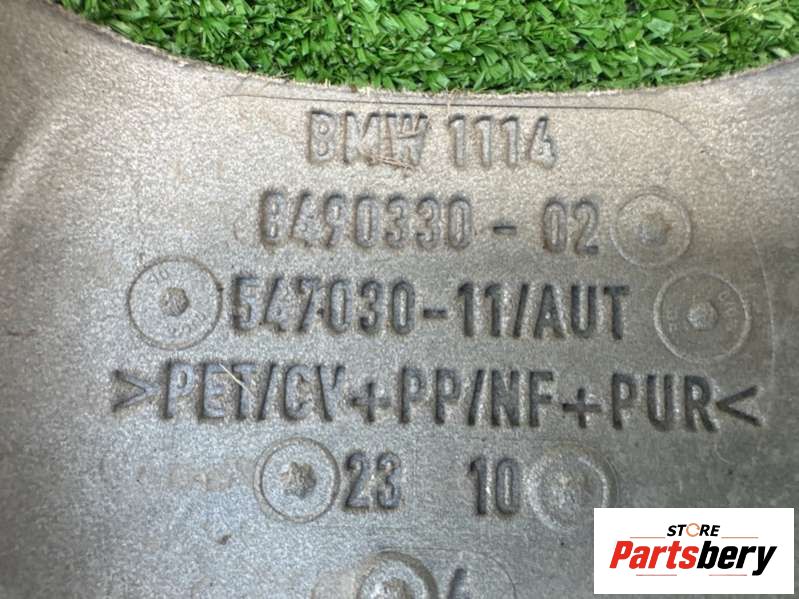 BMW 1114
8490330-02
547030-11/AUT
>PET/CV+PP/NF+PUR<
23 10
STORE
Partsbery